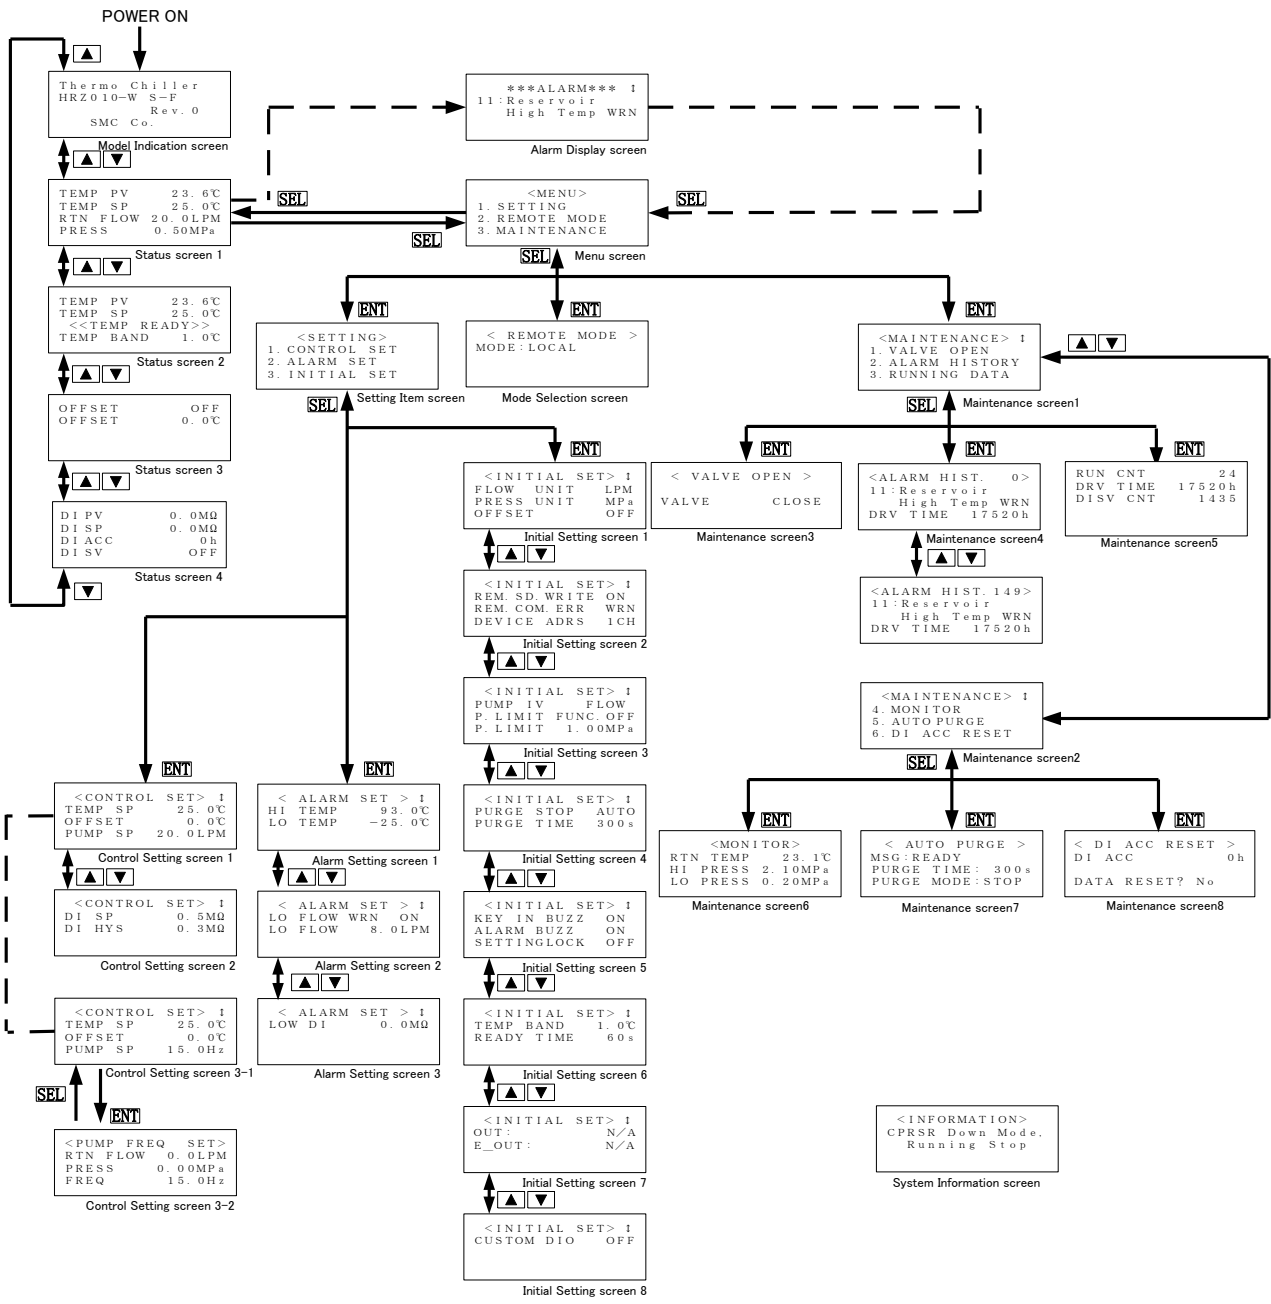 POWER ON
▲
Thermo Chiller
HRZ010-W S-F
Rev. 0
SMC Co.
Model Indication screen
▲ ▼
TEMP PV 23. 6℃
TEMP SP 25. 0℃
RTN FLOW 20. 0LPM
PRESS 0. 50MPa
Status screen 1
▲ ▼
TEMP PV 23. 6℃
TEMP SP 25. 0℃
<<TEMP READY>>
TEMP BAND 1. 0℃
Status screen 2
▲ ▼
OFFSET OFF
OFFSET 0. 0℃
Status screen 3
▲ ▼
DI PV 0. 0MΩ
DI SP 0. 0MΩ
DI ACC 0h
DI SV OFF
Status screen 4
▼
***ALARM*** ↕
11:Reservoir
High Temp WRN
Alarm Display screen
SEL
SEL
SEL
<MENU>
1. SETTING
2. REMOTE MODE
3. MAINTENANCE
Menu screen
SEL
ENT
ENT
ENT
<SETTING>
1. CONTROL SET
2. ALARM SET
3. INITIAL SET
Setting Item screen
SEL
< REMOTE MODE >
MODE:LOCAL
Mode Selection screen
<MAINTENANCE> ↕
1. VALVE OPEN
2. ALARM HISTORY
3. RUNNING DATA
Maintenance screen1
▲ ▼
SEL
ENT
ENT
ENT
ENT
<INITIAL SET> ↕
FLOW UNIT LPM
PRESS UNIT MPa
OFFSET OFF
Initial Setting screen 1
▲ ▼
< VALVE OPEN >
VALVE CLOSE
Maintenance screen3
<ALARM HIST. 0>
11:Reservoir
High Temp WRN
DRV TIME 17520h
Maintenance screen4
▲ ▼
<ALARM HIST. 149>
11:Reservoir
High Temp WRN
DRV TIME 17520h
RUN CNT 24
DRV TIME 17520h
DISV CNT 1435
Maintenance screen5
<INITIAL SET> ↕
REM. SD. WRITE ON
REM. COM. ERR WRN
DEVICE ADRS 1CH
Initial Setting screen 2
▲ ▼
<INITIAL SET> ↕
PUMP IV FLOW
P. LIMIT FUNC. OFF
P. LIMIT 1. 00MPa
Initial Setting screen 3
▲ ▼
<MAINTENANCE> ↕
4. MONITOR
5. AUTO PURGE
6. DI ACC RESET
Maintenance screen2
SEL
ENT
ENT
ENT
ENT
ENT
<CONTROL SET> ↕
TEMP SP 25. 0℃
OFFSET 0. 0℃
PUMP SP 20. 0LPM
Control Setting screen 1
▲ ▼
< ALARM SET > ↕
HI TEMP 93. 0℃
LO TEMP -25. 0℃
Alarm Setting screen 1
▲ ▼
<INITIAL SET> ↕
PURGE STOP AUTO
PURGE TIME 300s
Initial Setting screen 4
▲ ▼
<MONITOR>
RTN TEMP 23. 1℃
HI PRESS 2. 10MPa
LO PRESS 0. 20MPa
Maintenance screen6
< AUTO PURGE >
MSG:READY
PURGE TIME: 300s
PURGE MODE:STOP
Maintenance screen7
< DI ACC RESET >
DI ACC 0h
DATA RESET? No
Maintenance screen8
<CONTROL SET> ↕
DI SP 0. 5MΩ
DI HYS 0. 3MΩ
Control Setting screen 2
< ALARM SET > ↕
LO FLOW WRN ON
LO FLOW 8. 0LPM
Alarm Setting screen 2
▲ ▼
<INITIAL SET> ↕
KEY IN BUZZ ON
ALARM BUZZ ON
SETTINGLOCK OFF
Initial Setting screen 5
▲ ▼
<CONTROL SET> ↕
TEMP SP 25. 0℃
OFFSET 0. 0℃
PUMP SP 15. 0Hz
Control Setting screen 3-1
SEL
ENT
< ALARM SET > ↕
LOW DI 0. 0MΩ
Alarm Setting screen 3
<INITIAL SET> ↕
TEMP BAND 1. 0℃
READY TIME 60s
Initial Setting screen 6
▲ ▼
<PUMP FREQ SET>
RTN FLOW 0. 0LPM
PRESS 0. 00MPa
FREQ 15. 0Hz
Control Setting screen 3-2
<INITIAL SET> ↕
OUT: N/A
E_OUT: N/A
Initial Setting screen 7
▲ ▼
<INFORMATION>
CPRSR Down Mode,
Running Stop
System Information screen
<INITIAL SET> ↕
CUSTOM DIO OFF
Initial Setting screen 8